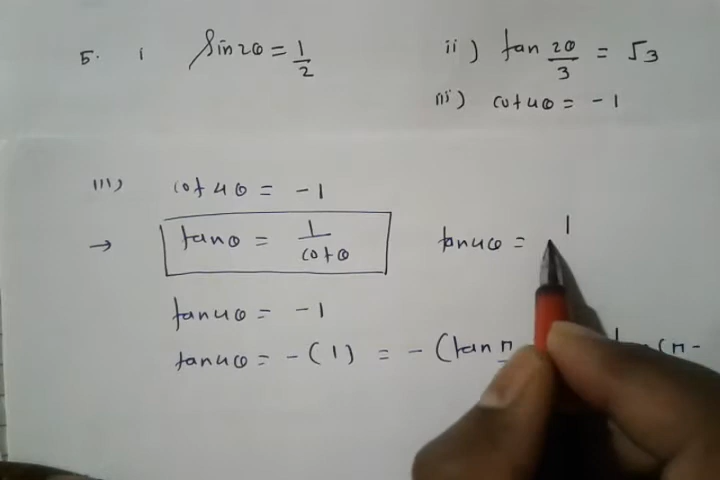 5. i sin2θ = 1/2 ii) tan 2θ/3 = √3
iii) cot4θ = -1
iii) cot4θ = -1
→ tanθ = 1/cotθ tan4θ = 1
tan4θ = -1
tan4θ = -(1) = -(tan π